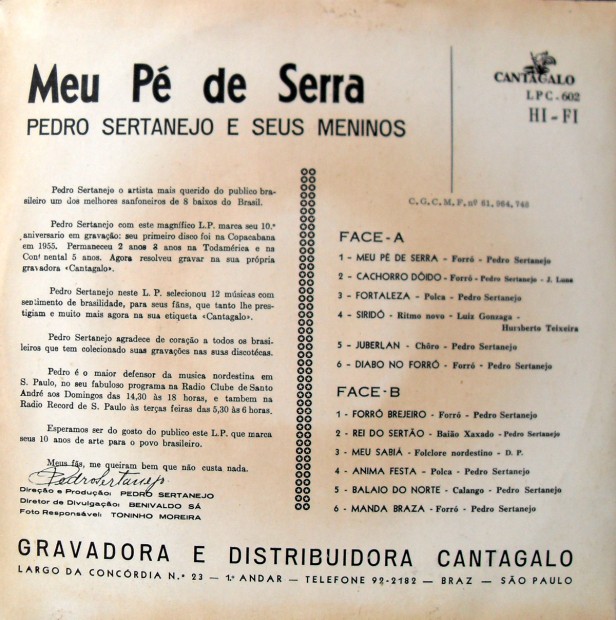 Meu Pé de Serra
PEDRO SERTANEJO E SEUS MENINOS
CANTAGALO
LPC.602
HI-FI
Pedro Sertanejo o artista mais querido do publico bra-
sileiro um dos melhores sanfoneiros de 8 baixos do Brasil.
Pedro Sertanejo com este magnífico L.P. marca seu 10.º
aniversario em gravação: seu primeiro disco foi na Copacabana
em 1955. Permaneceu 2 anos 3 anos na Todamérica e na
Continental 5 anos. Agora resolveu gravar na sua própria
gravadora «Cantagalo».
Pedro Sertanejo neste L. P. selecionou 12 músicas com
sentimento de brasilidade, para seus fãns, que tanto lhe pres-
tigiam e muito mais agora na sua etiqueta «Cantagalo».
Pedro Sertanejo agradece de coração a todos os brasi-
leiros que tem colecionado suas gravações nas suas discotécas.
Pedro é o maior defensor da musica nordestina em
S. Paulo, no seu fabuloso programa na Radio Clube de Santo
André aos Domingos das 14,30 às 18 horas, e tambem na
Radio Record de S. Paulo às terças feiras das 5,30 às 6 horas.
Esperamos ser do gosto do publico este L.P. que marca
seus 10 anos de arte para o povo brasileiro.
Meus fãs, me queiram bem que não custa nada.
Pedro Sertanejo
Direção e Produção: PEDRO SERTANEJO
Diretor de Divulgação: BENIVALDO SÁ
Foto Responsável: TONINHO MOREIRA
C.G.C.M.F. nº 61.964.748
FACE-A
1 - MEU PÉ DE SERRA - Forró - Pedro Sertanejo
2 - CACHORRO DÔIDO - Forró - Pedro Sertanejo - J. Luna
3 - FORTALEZA - Polca - Pedro Sertanejo
4 - SIRIDÓ - Ritmo novo - Luiz Gonzaga -
Humberto Teixeira
5 - JUBERLAN - Chôro - Pedro Sertanejo
6 - DIABO NO FORRÓ - Forró - Pedro Sertanejo
FACE-B
1 - FORRÓ BREJEIRO - Forró - Pedro Sertanejo
2 - REI DO SERTÃO - Baião Xaxado - Pedro Sertanejo
3 - MEU SABIÁ - Folclore nordestino - D. P.
4 - ANIMA FESTA - Polca - Pedro Sertanejo
5 - BALAIO DO NORTE - Calango - Pedro Sertanejo
6 - MANDA BRAZA - Forró - Pedro Sertanejo
GRAVADORA E DISTRIBUIDORA CANTAGALO
LARGO DA CONCÓRDIA N.º 23 — 1.º ANDAR — TELEFONE 92-2182 — BRAZ — SÃO PAULO